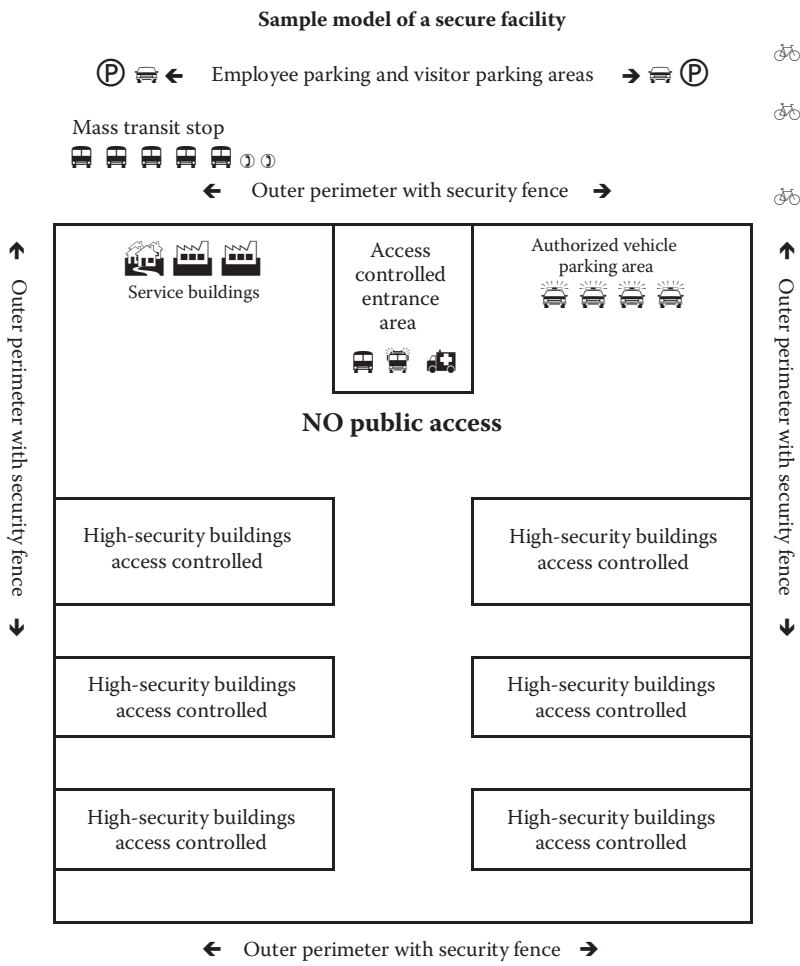 Sample model of a secure facility
P Employee parking and visitor parking areas P
Mass transit stop
Outer perimeter with security fence
Outer perimeter with security fence
Service buildings
Access
controlled
entrance
area
Authorized vehicle
parking area
Outer perimeter with security fence
NO public access
High-security buildings
access controlled
High-security buildings
access controlled
High-security buildings
access controlled
High-security buildings
access controlled
High-security buildings
access controlled
High-security buildings
access controlled
Outer perimeter with security fence